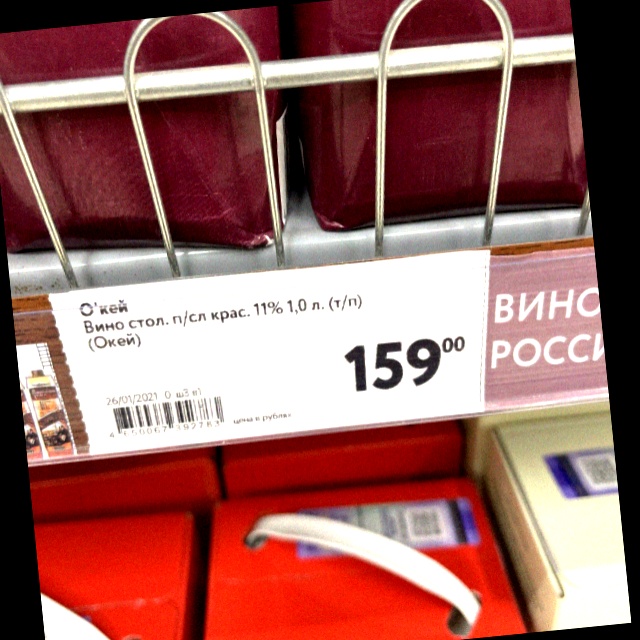 О'кей
Вино стол. п/сл крас. 11% 1,0 л. (т/п)
(Окей)
159⁰⁰
26/01/2021
цена в рублях
ВИНО
РОССИ